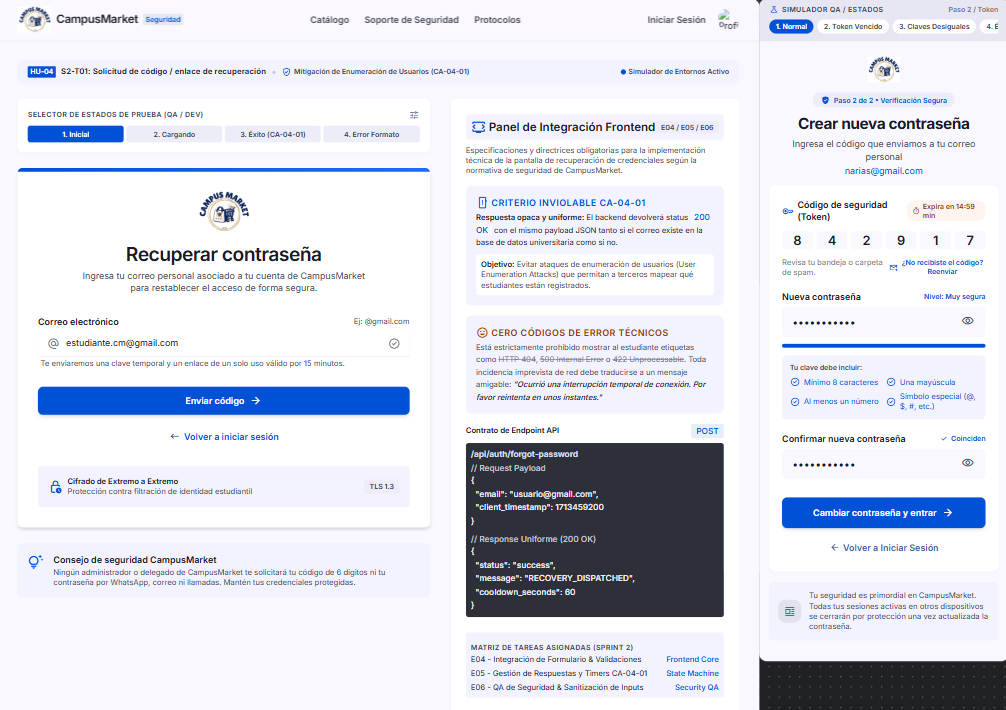 CAMPUS MARKET
CampusMarket Seguridad
Catálogo Soporte de Seguridad Protocolos
Iniciar Sesión
HU-04 S2-T01: Solicitud de código / enlace de recuperación • Mitigación de Enumeración de Usuarios (CA-04-01)
Simulador de Entornos Activo
SELECTOR DE ESTADOS DE PRUEBA (QA / DEV)
1. Inicial 2. Cargando 3. Éxito (CA-04-01) 4. Error Formato
CAMPUS MARKET
Recuperar contraseña
Ingresa tu correo personal asociado a tu cuenta de CampusMarket
para restablecer el acceso de forma segura.
Correo electrónico Ej: @gmail.com
estudiante.cm@gmail.com
Te enviaremos una clave temporal y un enlace de un solo uso válido por 15 minutos.
Enviar código →
← Volver a iniciar sesión
Cifrado de Extremo a Extremo
Protección contra filtración de identidad estudiantil
TLS 1.3
Consejo de seguridad CampusMarket
Ningún administrador o delegado de CampusMarket te solicitará tu código de 6 dígitos ni tu
contraseña por WhatsApp, correo ni llamadas. Mantén tus credenciales protegidas.
Panel de Integración Frontend E04 / E05 / E06
Especificaciones y directrices obligatorias para la implementación
técnica de la pantalla de recuperación de credenciales según la
normativa de seguridad de CampusMarket.
CRITERIO INVIOLABLE CA-04-01
Respuesta opaca y uniforme: El backend devolverá status 200
OK con el mismo payload JSON tanto si el correo existe en la
base de datos universitaria como si no.
Objetivo: Evitar ataques de enumeración de usuarios (User
Enumeration Attacks) que permitan a terceros mapear qué
estudiantes están registrados.
CERO CÓDIGOS DE ERROR TÉCNICOS
Está estrictamente prohibido mostrar al estudiante etiquetas
como HTTP 404, 500 Internal Error o 422 Unprocessable. Toda
incidencia imprevista de red debe traducirse a un mensaje
amigable: "Ocurrió una interrupción temporal de conexión. Por
favor reintenta en unos instantes."
Contrato de Endpoint API POST
/api/auth/forgot-password
// Request Payload
{
"email": "usuario@gmail.com",
"client_timestamp": 1713459200
}
// Response Uniforme (200 OK)
{
"status": "success",
"message": "RECOVERY_DISPATCHED",
"cooldown_seconds": 60
}
MATRIZ DE TAREAS ASIGNADAS (SPRINT 2)
E04 - Integración de Formulario & Validaciones Frontend Core
E05 - Gestión de Respuestas y Timers CA-04-01 State Machine
E06 - QA de Seguridad & Sanitización de Inputs Security QA
SIMULADOR QA / ESTADOS Paso 2 / Token
1. Normal 2. Token Vencido 3. Claves Desiguales 4. E
CAMPUS MARKET
Paso 2 de 2 • Verificación Segura
Crear nueva contraseña
Ingresa el código que enviamos a tu correo
personal
narias@gmail.com
Código de seguridad
(Token)
Expira en 14:59
min
8 4 2 9 1 7
Revisa tu bandeja o carpeta
de spam.
¿No recibiste el código?
Reenviar
Nueva contraseña Nivel: Muy segura
•••••••••••
Tu clave debe incluir:
Mínimo 8 caracteres Una mayúscula
Al menos un número Símbolo especial (@,
$, #, etc.)
Confirmar nueva contraseña ✓ Coinciden
•••••••••••
Cambiar contraseña y entrar →
← Volver a Iniciar Sesión
Tu seguridad es primordial en CampusMarket.
Todas tus sesiones activas en otros dispositivos
se cerrarán por protección una vez actualizada la
contraseña.